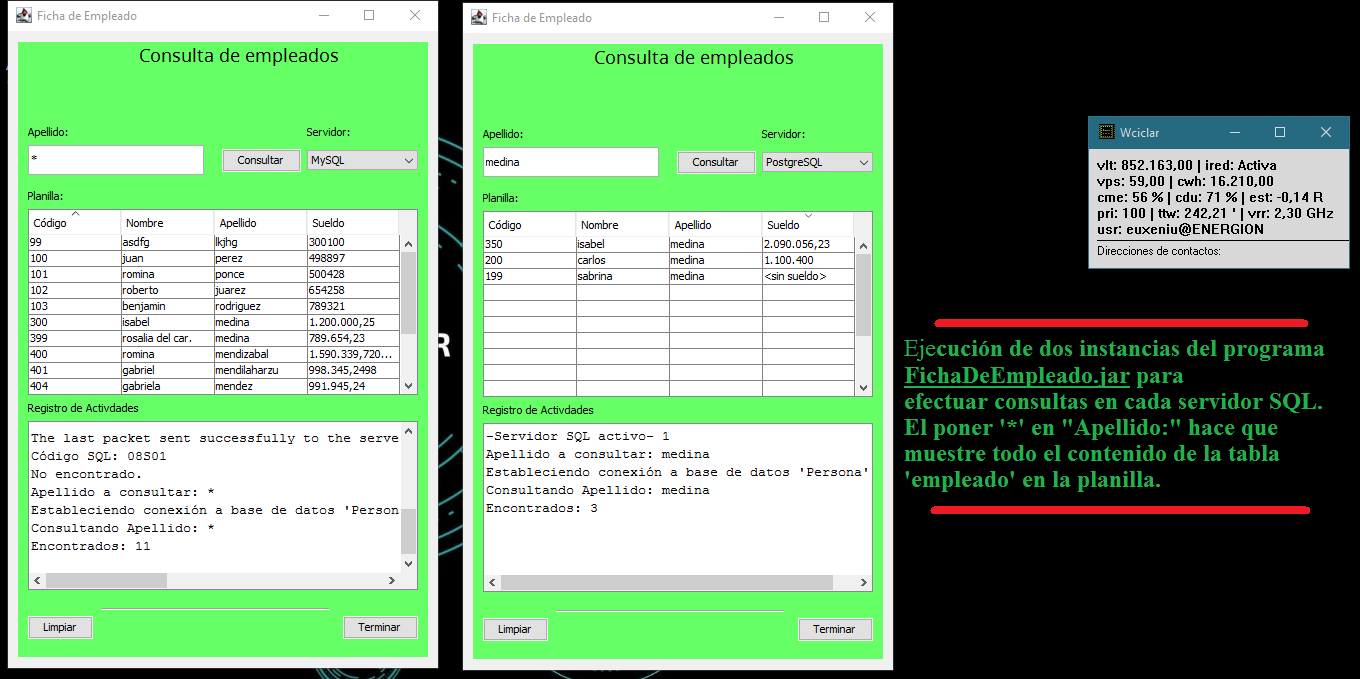 Ficha de Empleado
Consulta de empleados
Apellido:
Servidor:
*
Consultar
MySQL
Planilla:
Código Nombre Apellido Sueldo
99 asdfg lkjhg 300100
100 juan perez 498897
101 romina ponce 500428
102 roberto juarez 654258
103 benjamin rodriguez 789321
300 isabel medina 1.200.000,25
399 rosalia del car. medina 789.654,23
400 romina mendizabal 1.590.339,720...
401 gabriel mendilaharzu 998.345,2498
404 gabriela mendez 991.945,24
Registro de Activdades
The last packet sent successfully to the serve
Código SQL: 08S01
No encontrado.
Apellido a consultar: *
Estableciendo conexión a base de datos 'Person
Consultando Apellido: *
Encontrados: 11
Limpiar
Terminar
Ficha de Empleado
Consulta de empleados
Apellido:
Servidor:
medina
Consultar
PostgreSQL
Planilla:
Código Nombre Apellido Sueldo
350 isabel medina 2.090.056,23
200 carlos medina 1.100.400
199 sabrina medina <sin sueldo>
Registro de Activdades
-Servidor SQL activo- 1
Apellido a consultar: medina
Estableciendo conexión a base de datos 'Persona'
Consultando Apellido: medina
Encontrados: 3
Limpiar
Terminar
R
Wciclar
vlt: 852.163,00 | ired: Activa
vps: 59,00 | cwh: 16.210,00
cme: 56 % | cdu: 71 % | est: -0,14 R
pri: 100 | ttw: 242,21 ' | vrr: 2,30 GHz
usr: euxeniu@ENERGION
Direcciones de contactos:
Ejecución de dos instancias del programa
FichaDeEmpleado.jar para
efectuar consultas en cada servidor SQL.
El poner '*' en "Apellido:" hace que
muestre todo el contenido de la tabla
'empleado' en la planilla.